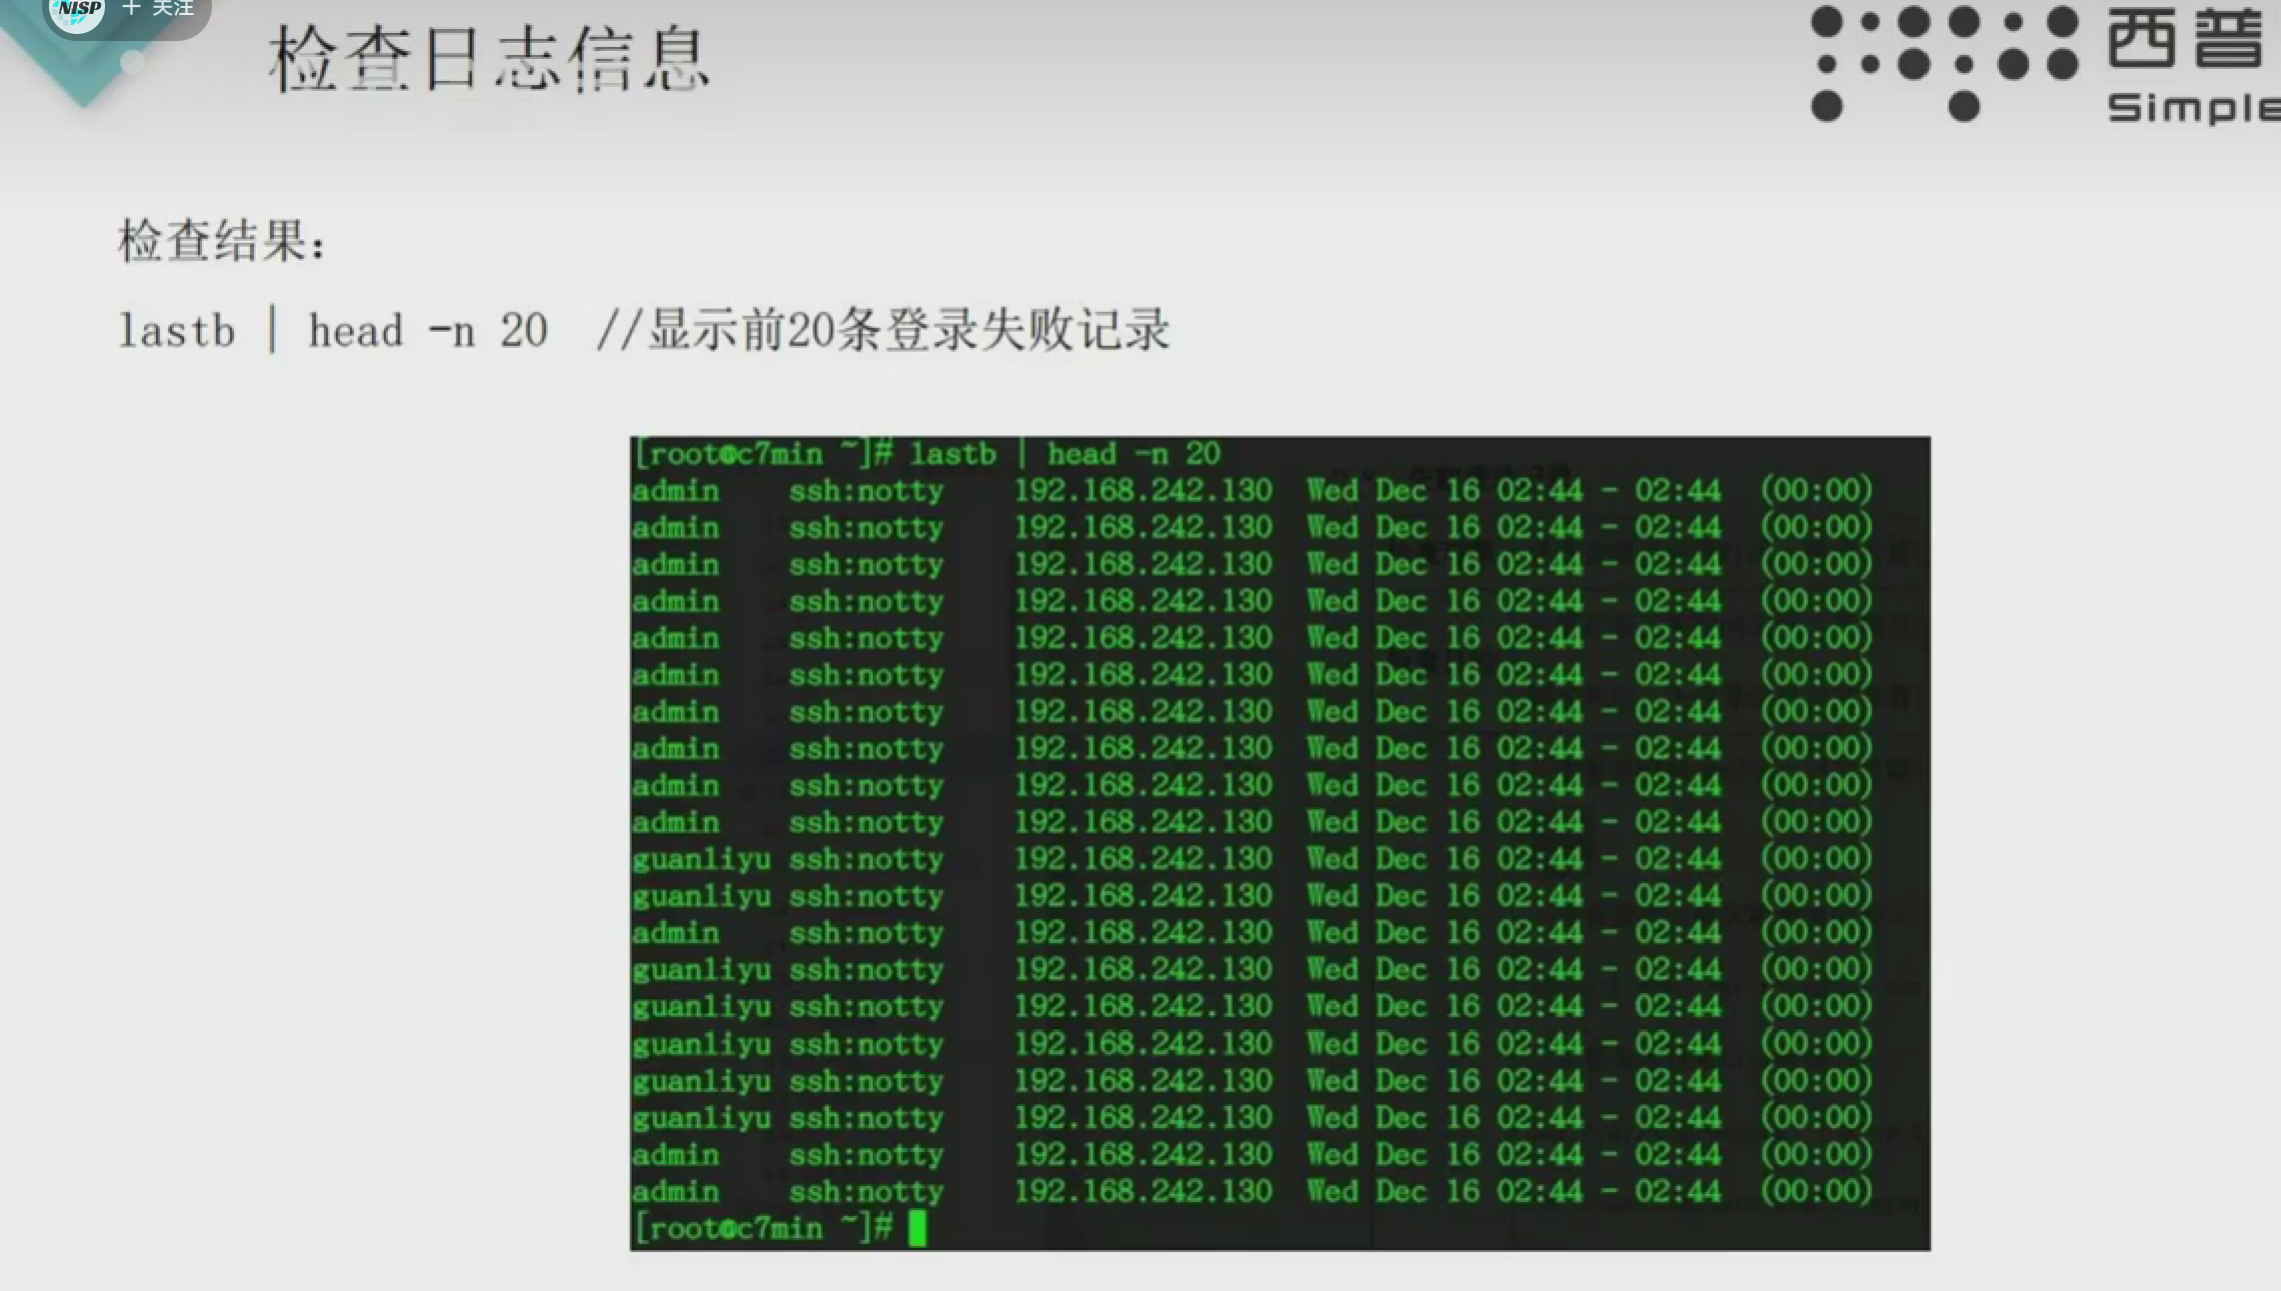 NISP + 关注
检查日志信息
西普
Simple
检查结果：
lastb | head -n 20 //显示前20条登录失败记录
[root@c7min ~]# lastb | head -n 20
admin ssh:notty 192.168.242.130 Wed Dec 16 02:44 - 02:44 (00:00)
admin ssh:notty 192.168.242.130 Wed Dec 16 02:44 - 02:44 (00:00)
admin ssh:notty 192.168.242.130 Wed Dec 16 02:44 - 02:44 (00:00)
admin ssh:notty 192.168.242.130 Wed Dec 16 02:44 - 02:44 (00:00)
admin ssh:notty 192.168.242.130 Wed Dec 16 02:44 - 02:44 (00:00)
admin ssh:notty 192.168.242.130 Wed Dec 16 02:44 - 02:44 (00:00)
admin ssh:notty 192.168.242.130 Wed Dec 16 02:44 - 02:44 (00:00)
admin ssh:notty 192.168.242.130 Wed Dec 16 02:44 - 02:44 (00:00)
admin ssh:notty 192.168.242.130 Wed Dec 16 02:44 - 02:44 (00:00)
admin ssh:notty 192.168.242.130 Wed Dec 16 02:44 - 02:44 (00:00)
guanliyu ssh:notty 192.168.242.130 Wed Dec 16 02:44 - 02:44 (00:00)
guanliyu ssh:notty 192.168.242.130 Wed Dec 16 02:44 - 02:44 (00:00)
admin ssh:notty 192.168.242.130 Wed Dec 16 02:44 - 02:44 (00:00)
guanliyu ssh:notty 192.168.242.130 Wed Dec 16 02:44 - 02:44 (00:00)
guanliyu ssh:notty 192.168.242.130 Wed Dec 16 02:44 - 02:44 (00:00)
guanliyu ssh:notty 192.168.242.130 Wed Dec 16 02:44 - 02:44 (00:00)
guanliyu ssh:notty 192.168.242.130 Wed Dec 16 02:44 - 02:44 (00:00)
guanliyu ssh:notty 192.168.242.130 Wed Dec 16 02:44 - 02:44 (00:00)
admin ssh:notty 192.168.242.130 Wed Dec 16 02:44 - 02:44 (00:00)
admin ssh:notty 192.168.242.130 Wed Dec 16 02:44 - 02:44 (00:00)
[root@c7min ~]#